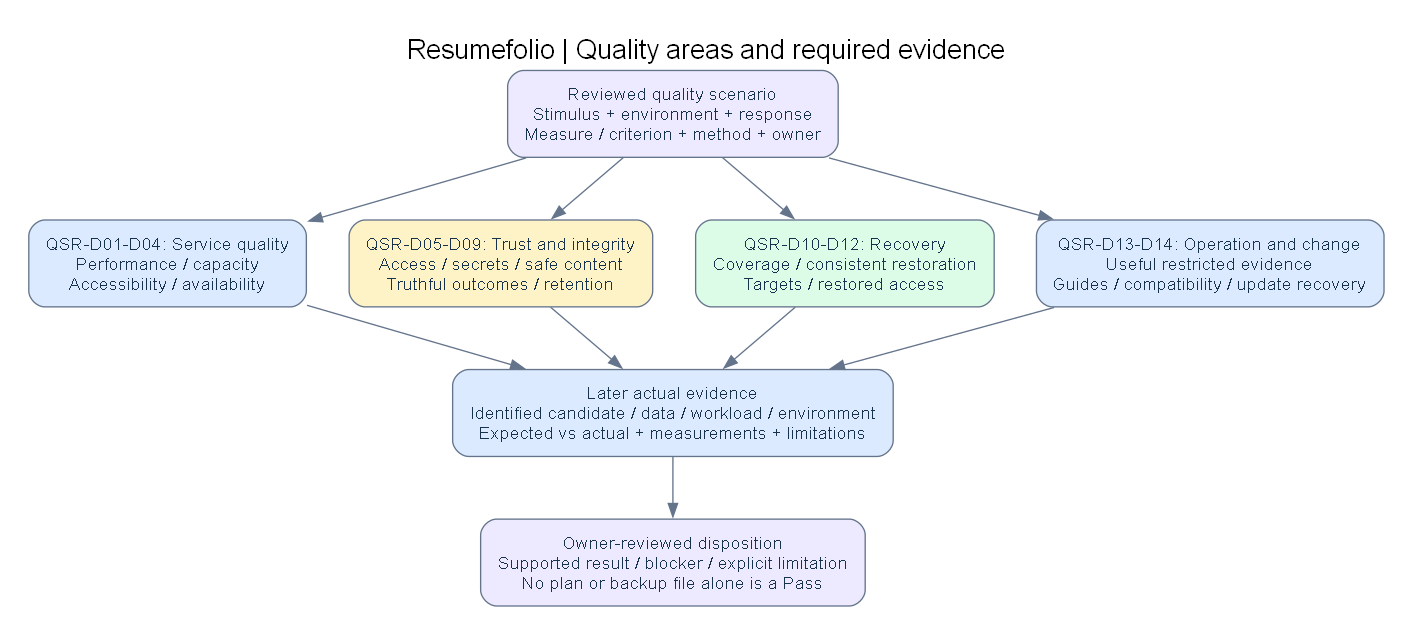 Resumefolio | Quality areas and required evidence
Reviewed quality scenario
Stimulus + environment + response
Measure / criterion + method + owner
QSR-D01-D04: Service quality
Performance / capacity
Accessibility / availability
QSR-D05-D09: Trust and integrity
Access / secrets / safe content
Truthful outcomes / retention
QSR-D10-D12: Recovery
Coverage / consistent restoration
Targets / restored access
QSR-D13-D14: Operation and change
Useful restricted evidence
Guides / compatibility / update recovery
Later actual evidence
Identified candidate / data / workload / environment
Expected vs actual + measurements + limitations
Owner-reviewed disposition
Supported result / blocker / explicit limitation
No plan or backup file alone is a Pass